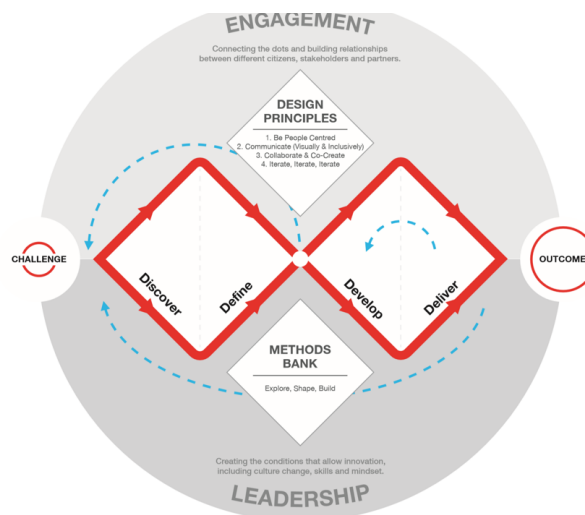 ENGAGEMENT
Connecting the dots and building relationships
between different citizens, stakeholders and partners.
DESIGN
PRINCIPLES
1. Be People Centred
2. Communicate (Visually & Inclusively)
3. Collaborate & Co-Create
4. Iterate, Iterate, Iterate
CHALLENGE
OUTCOME
Discover
Define
Develop
Deliver
METHODS
BANK
Explore, Shape, Build
Creating the conditions that allow innovation,
including culture change, skills and mindset.
LEADERSHIP